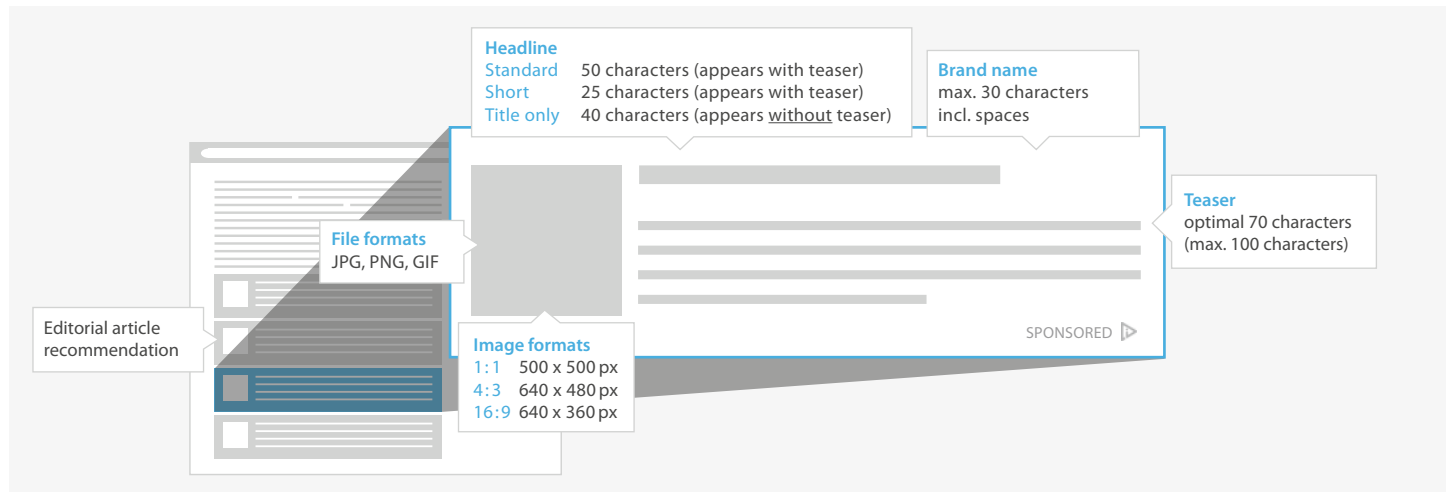 Headline
Standard 50 characters (appears with teaser)
Short 25 characters (appears with teaser)
Title only 40 characters (appears without teaser)
Brand name
max. 30 characters
incl. spaces
Teaser
optimal 70 characters
(max. 100 characters)
File formats
JPG, PNG, GIF
Editorial article
recommendation
SPONSORED
Image formats
1:1 500 x 500 px
4:3 640 x 480 px
16:9 640 x 360 px